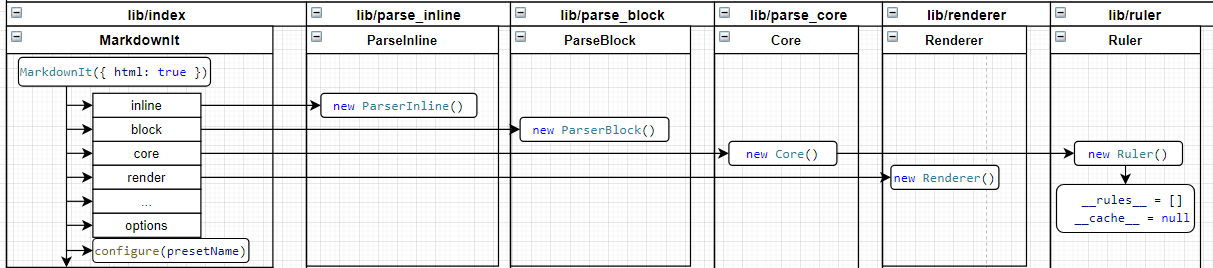 lib/index
lib/parse_inline
lib/parse_block
lib/parse_core
lib/renderer
lib/ruler
MarkdownIt
ParseInline
ParseBlock
Core
Renderer
Ruler
MarkdownIt({ html: true })
inline
new ParserInline()
block
new ParserBlock()
core
new Core()
new Ruler()
render
new Renderer()
...
__rules__ = []
__cache__ = null
options
configure(presetName)